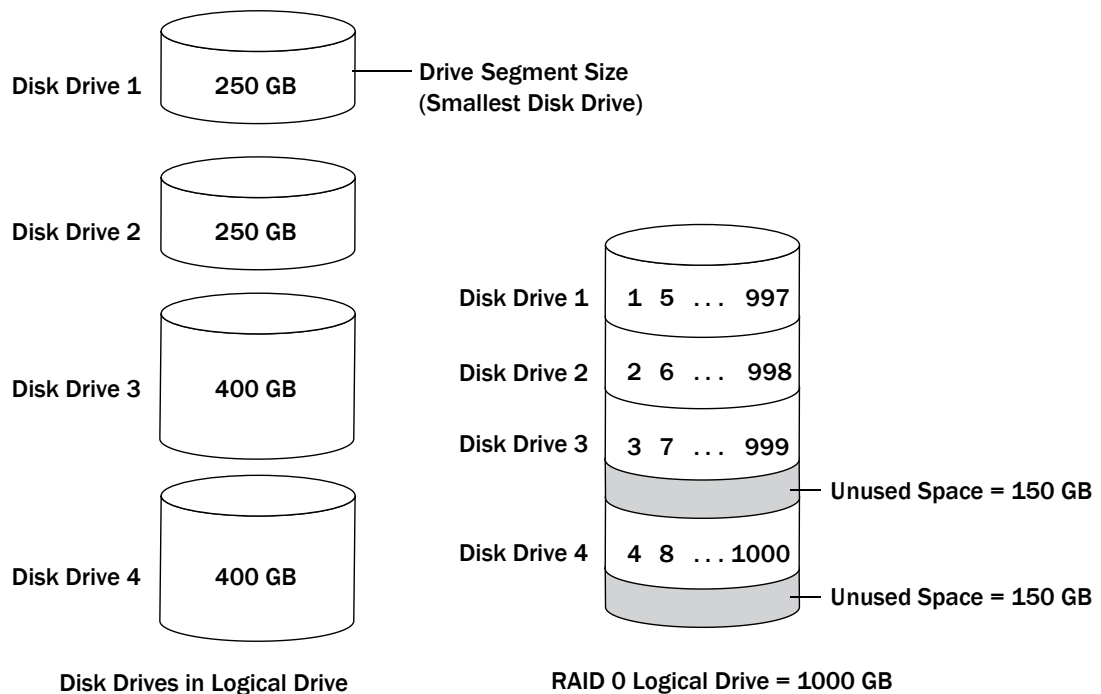 Disk Drive 1
250 GB
Drive Segment Size
(Smallest Disk Drive)
Disk Drive 2
250 GB
Disk Drive 3
400 GB
Disk Drive 4
400 GB
Disk Drives in Logical Drive
Disk Drive 1
1 5 ... 997
Disk Drive 2
2 6 ... 998
Disk Drive 3
3 7 ... 999
Unused Space = 150 GB
Disk Drive 4
4 8 ... 1000
Unused Space = 150 GB
RAID 0 Logical Drive = 1000 GB